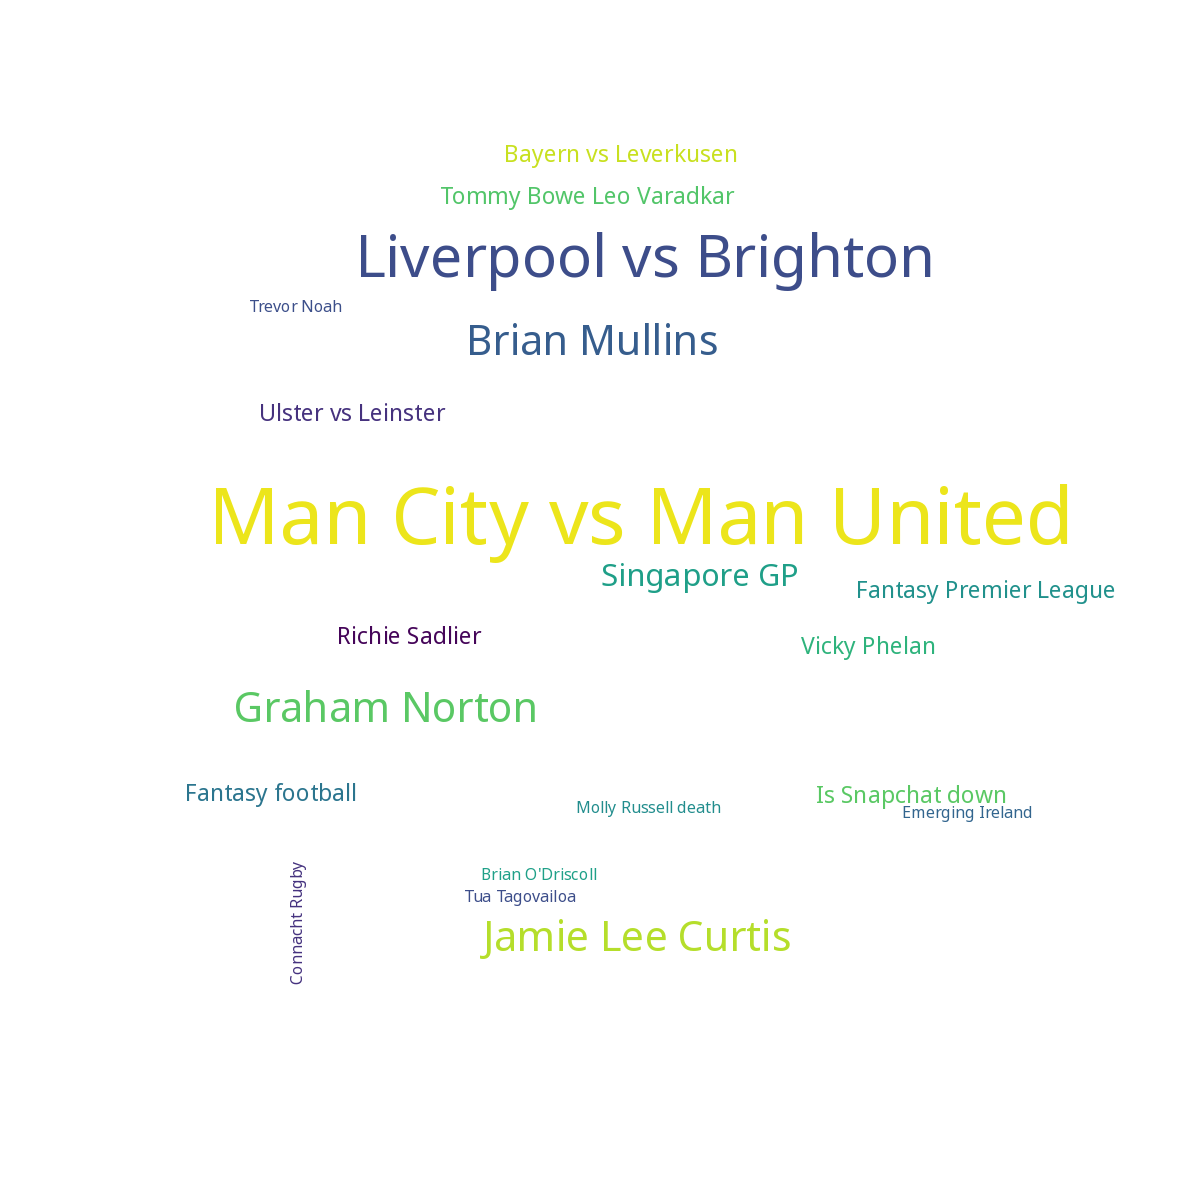 Bayern vs Leverkusen
Tommy Bowe Leo Varadkar
Liverpool vs Brighton
Trevor Noah
Brian Mullins
Ulster vs Leinster
Man City vs Man United
Singapore GP
Fantasy Premier League
Richie Sadlier
Vicky Phelan
Graham Norton
Fantasy football
Is Snapchat down
Molly Russell death
Emerging Ireland
Connacht Rugby
Brian O'Driscoll
Tua Tagovailoa
Jamie Lee Curtis